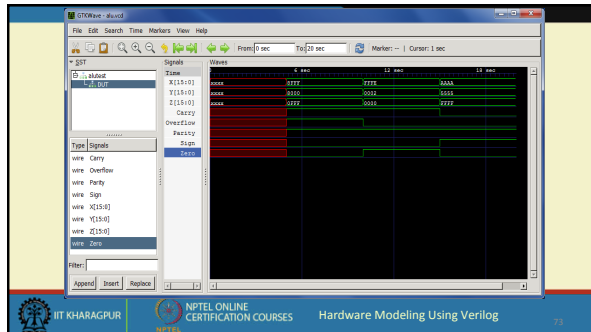 GTKWave - alu.vcd
File Edit Search Time Markers View Help
From: 0 sec To: 20 sec Marker: -- | Cursor: 1 sec
SST
alutest
DUT
Type Signals
wire Carry
wire Overflow
wire Parity
wire Sign
wire X[15:0]
wire Y[15:0]
wire Z[15:0]
wire Zero
Filter:
Append Insert Replace
Signals
Time
X[15:0]
Y[15:0]
Z[15:0]
Carry
Overflow
Parity
Sign
Zero
Waves
6 sec 12 sec 18 sec
xxxx FFFE AAAA
xxxx 0000 0002 5555
xxxx 0000 FFFF
IIT KHARAGPUR
NPTEL ONLINE
CERTIFICATION COURSES
NPTEL
Hardware Modeling Using Verilog
73